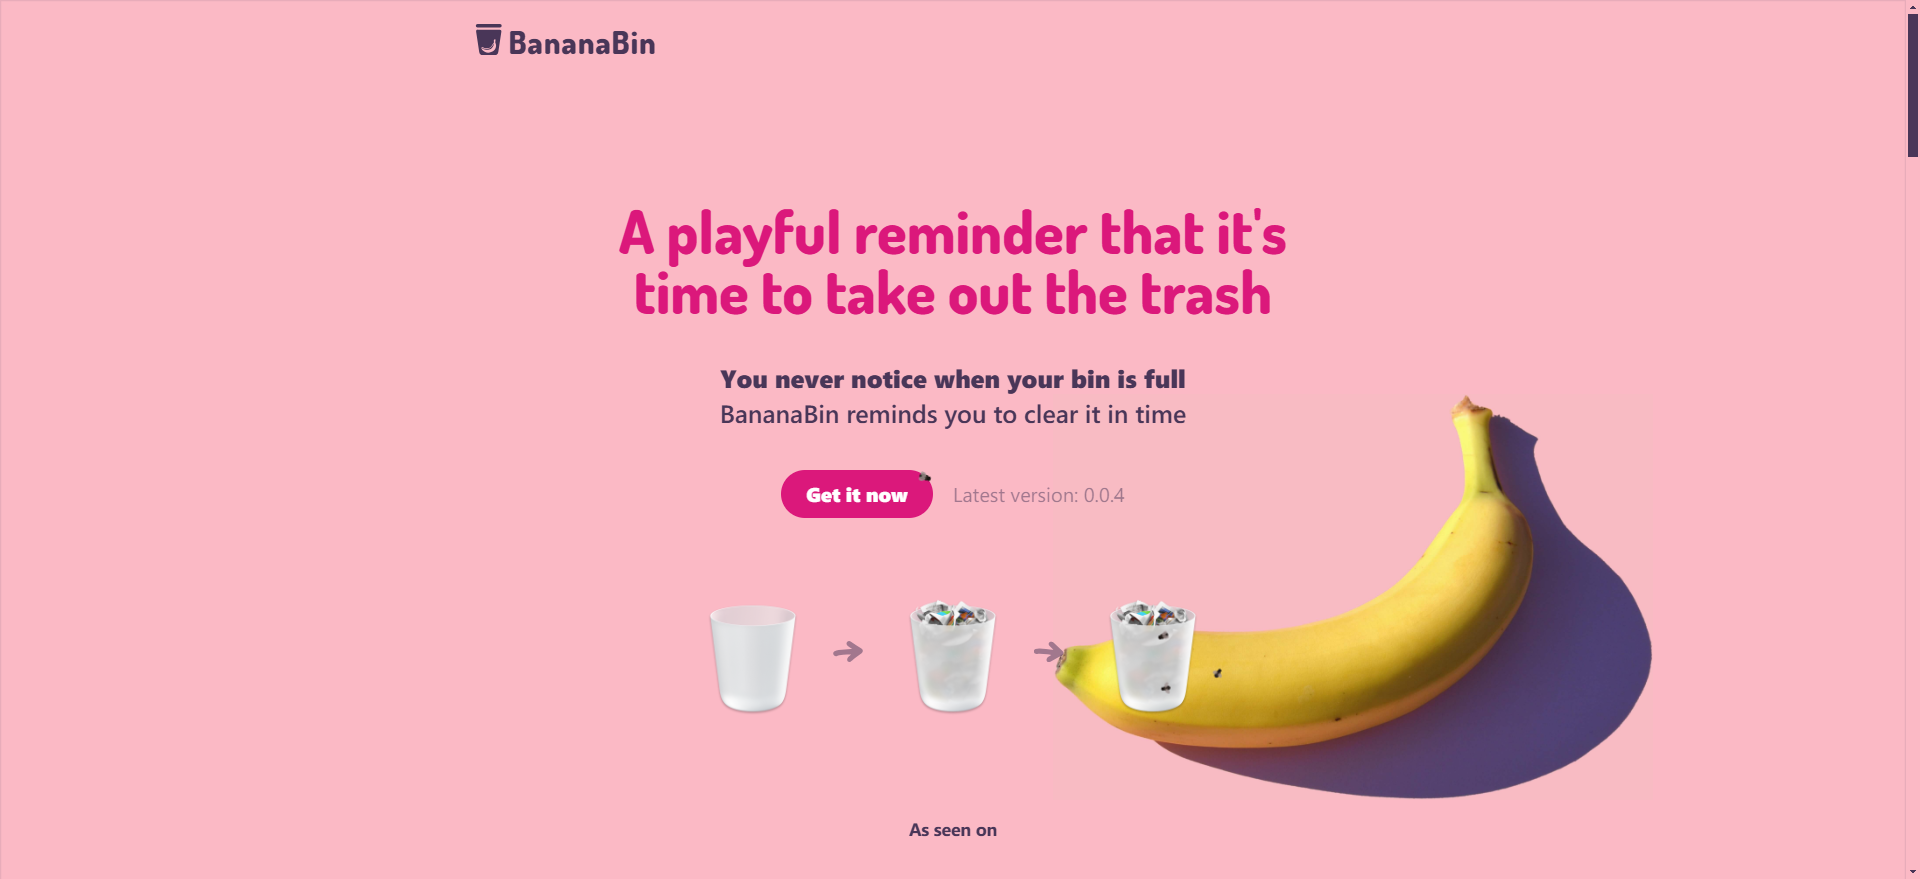 BananaBin
A playful reminder that it's
time to take out the trash
You never notice when your bin is full
BananaBin reminds you to clear it in time
Get it now
Latest version: 0.0.4
As seen on